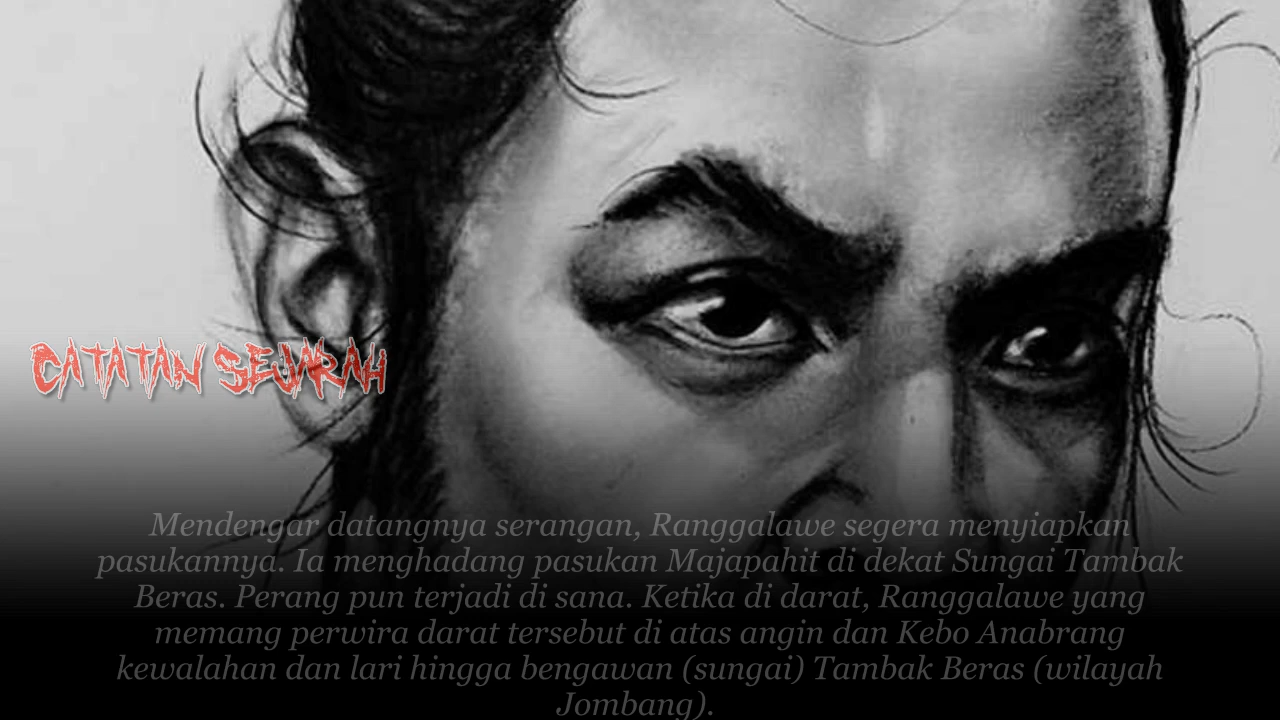 CATATAN SEJARAH
Mendengar datangnya serangan, Ranggalawe segera menyiapkan
pasukannya. Ia menghadang pasukan Majapahit di dekat Sungai Tambak
Beras. Perang pun terjadi di sana. Ketika di darat, Ranggalawe yang
memang perwira darat tersebut di atas angin dan Kebo Anabrang
kewalahan dan lari hingga bengawan (sungai) Tambak Beras (wilayah
Jombang).